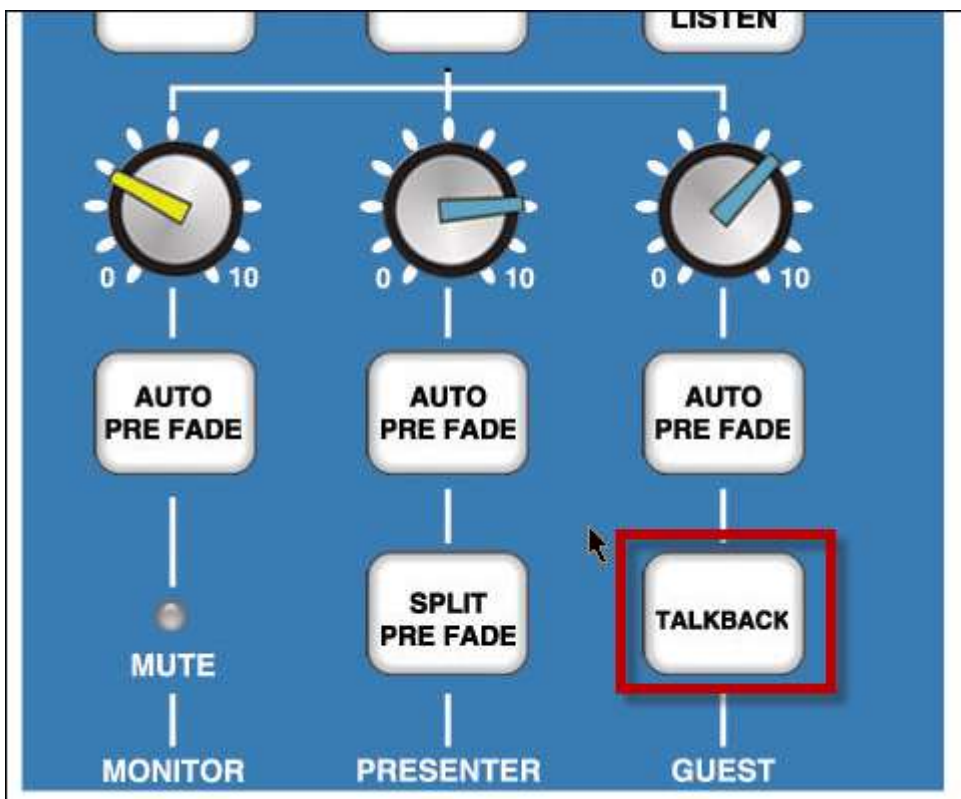 LISTEN
0 10 0 10 0 10
AUTO PRE FADE AUTO PRE FADE AUTO PRE FADE
SPLIT PRE FADE
TALKBACK
MUTE
MONITOR PRESENTER GUEST